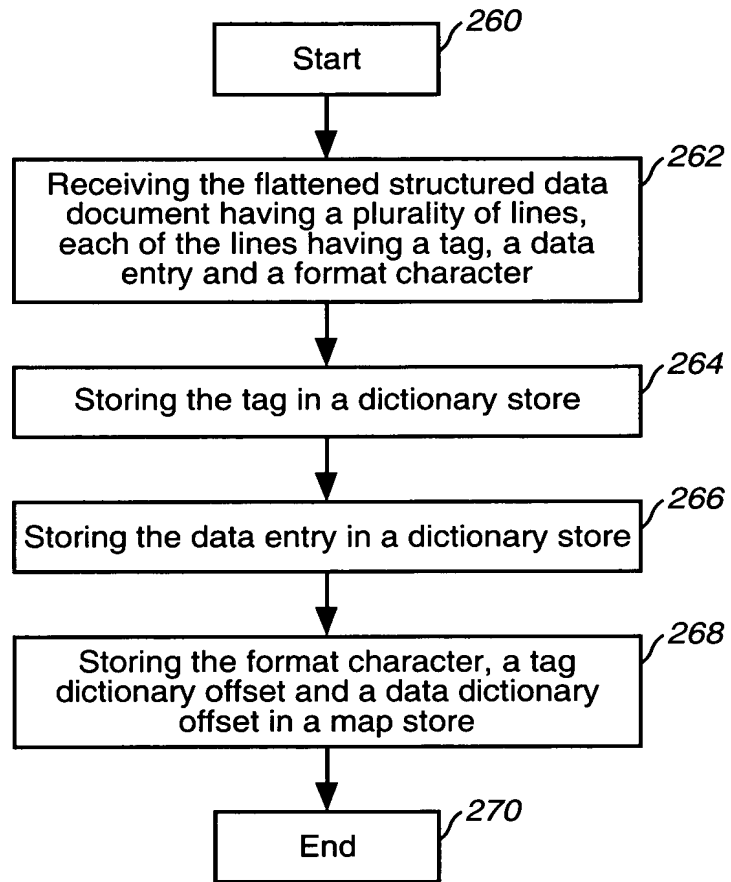 260
Start
262
Receiving the flattened structured data
document having a plurality of lines,
each of the lines having a tag, a data
entry and a format character
264
Storing the tag in a dictionary store
266
Storing the data entry in a dictionary store
268
Storing the format character, a tag
dictionary offset and a data dictionary
offset in a map store
270
End